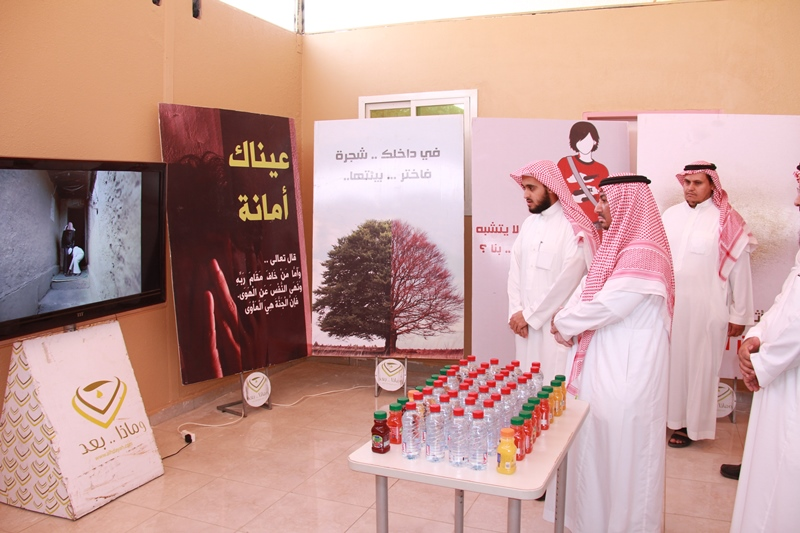 عيناك
أمانة
قال تعالى ..
وأما من خاف مقام ربه
ونهى النفس عن الهوى.
فإن الجنة هي المأوى
في داخلك .. شجرة
فاختر .. بيئتها..
لا يتشبه
بنا ؟
وماذا .. بعد